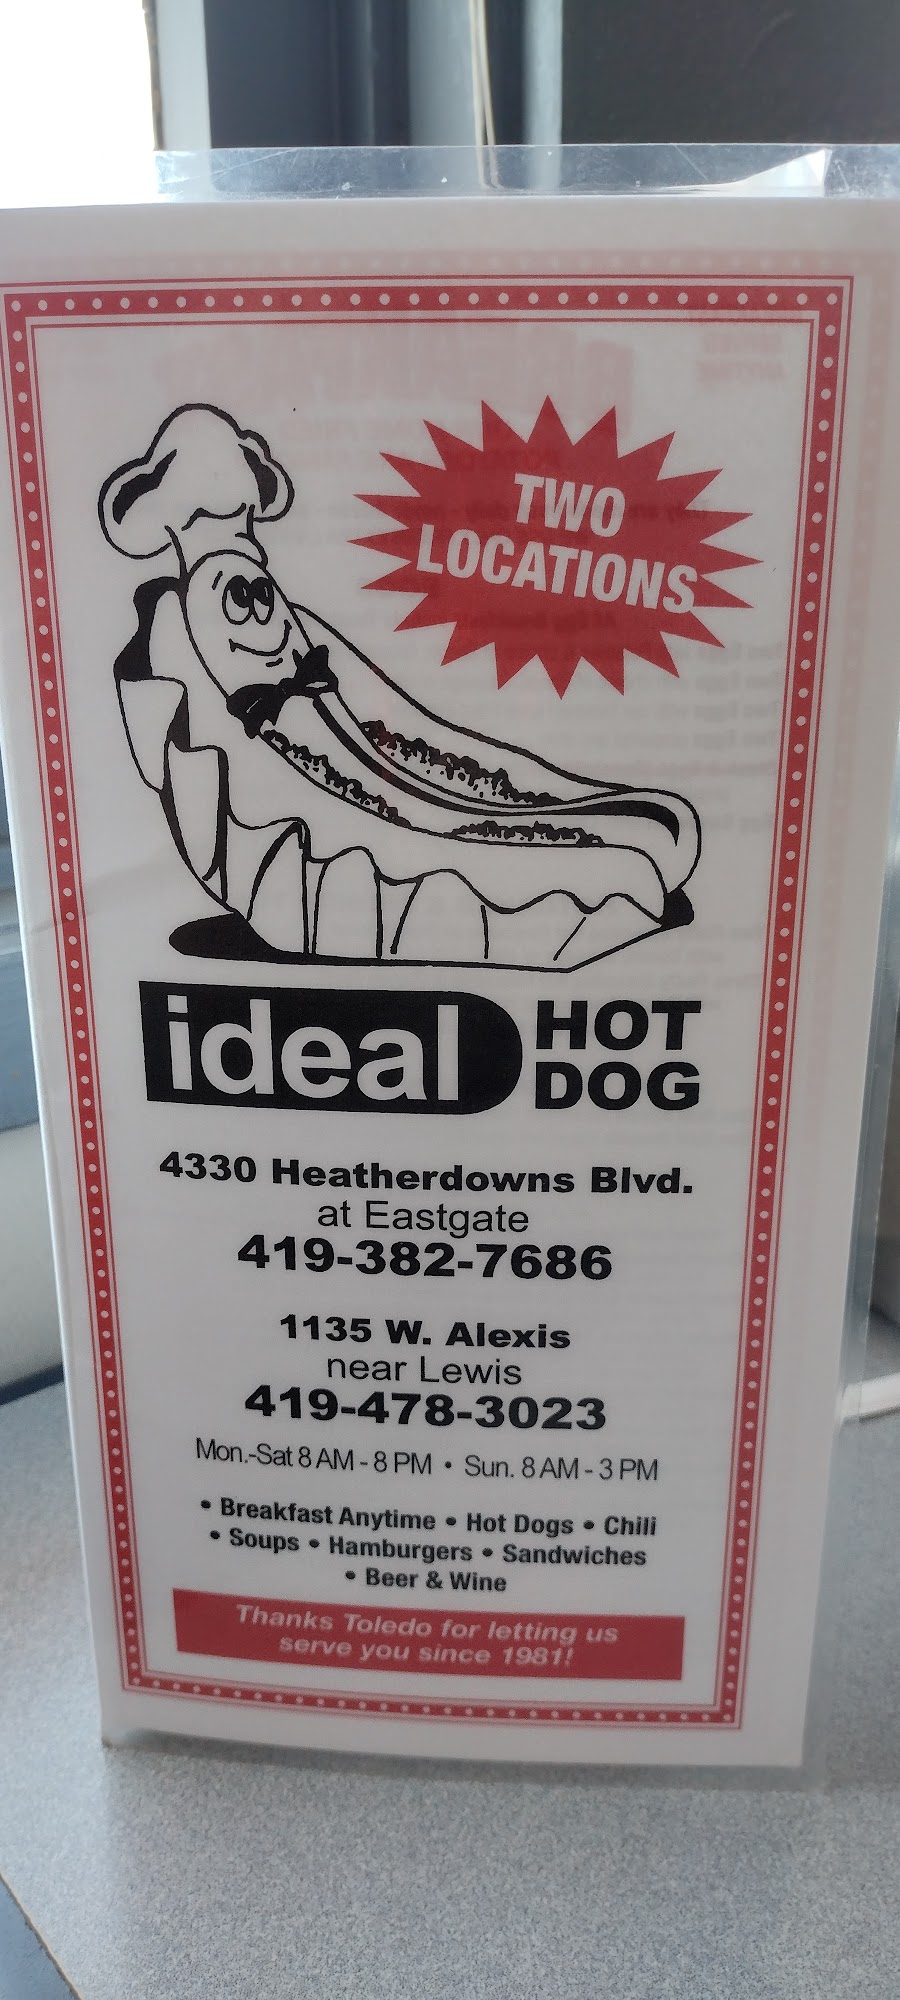 TWO
LOCATIONS
ideal HOT
DOG
4330 Heatherdowns Blvd.
at Eastgate
419-382-7686
1135 W. Alexis
near Lewis
419-478-3023
Mon.-Sat 8 AM - 8 PM • Sun. 8 AM - 3 PM
• Breakfast Anytime • Hot Dogs • Chili
• Soups • Hamburgers • Sandwiches
• Beer & Wine
Thanks Toledo for letting us
serve you since 1981!